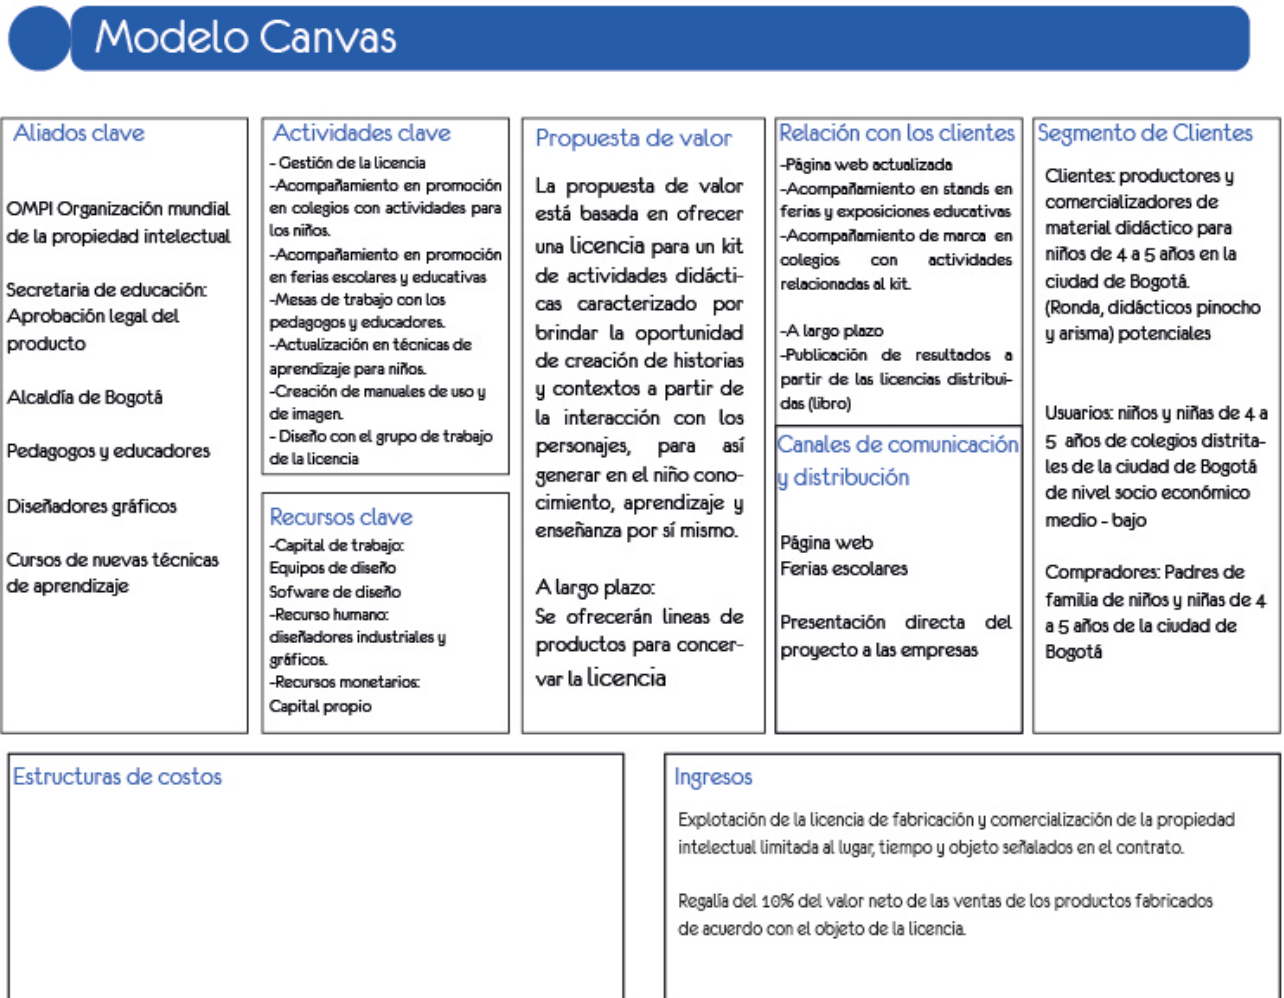 Modelo Canvas
Aliados clave
OMPI Organización mundial
de la propiedad intelectual
Secretaria de educación:
Aprobación legal del
producto
Alcaldía de Bogotá
Pedagogos y educadores
Diseñadores gráficos
Cursos de nuevas técnicas
de aprendizaje
Actividades clave
- Gestión de la licencia
-Acompañamiento en promoción
en colegios con actividades para
los niños.
-Acompañamiento en promoción
en ferias escolares y educativas
-Mesas de trabajo con los
pedagogos y educadores.
-Actualización en técnicas de
aprendizaje para niños.
-Creación de manuales de uso y
de imagen.
- Diseño con el grupo de trabajo
de la licencia
Recursos clave
-Capital de trabajo:
Equipos de diseño
Sofware de diseño
-Recurso humano:
diseñadores industriales y
gráficos.
-Recursos monetarios:
Capital propio
Propuesta de valor
La propuesta de valor
está basada en ofrecer
una licencia para un kit
de actividades didácti-
cas caracterizado por
brindar la oportunidad
de creación de historias
y contextos a partir de
la interacción con los
personajes, para así
generar en el niño cono-
cimiento, aprendizaje y
enseñanza por sí mismo.
A largo plazo:
Se ofrecerán lineas de
productos para concer-
var la licencia
Relación con los clientes
-Página web actualizada
-Acompañamiento en stands en
ferias y exposiciones educativas
-Acompañamiento de marca en
colegios con actividades
relacionadas al kit.
-A largo plazo
-Publicación de resultados a
partir de las licencias distribui-
das (libro)
Canales de comunicación
y distribución
Página web
Ferias escolares
Presentación directa del
proyecto a las empresas
Segmento de Clientes
Clientes: productores y
comercializadores de
material didáctico para
niños de 4 a 5 años en la
ciudad de Bogotá.
(Ronda, didácticos pinocho
y arisma) potenciales
Usuarios: niños y niñas de 4 a
5 años de colegios distrita-
les de la ciudad de Bogotá
de nivel socio económico
medio - bajo
Compradores: Padres de
familia de niños y niñas de 4
a 5 años de la ciudad de
Bogotá
Estructuras de costos
Ingresos
Explotación de la licencia de fabricación y comercialización de la propiedad
intelectual limitada al lugar, tiempo y objeto señalados en el contrato.
Regalía del 10% del valor neto de las ventas de los productos fabricados
de acuerdo con el objeto de la licencia.